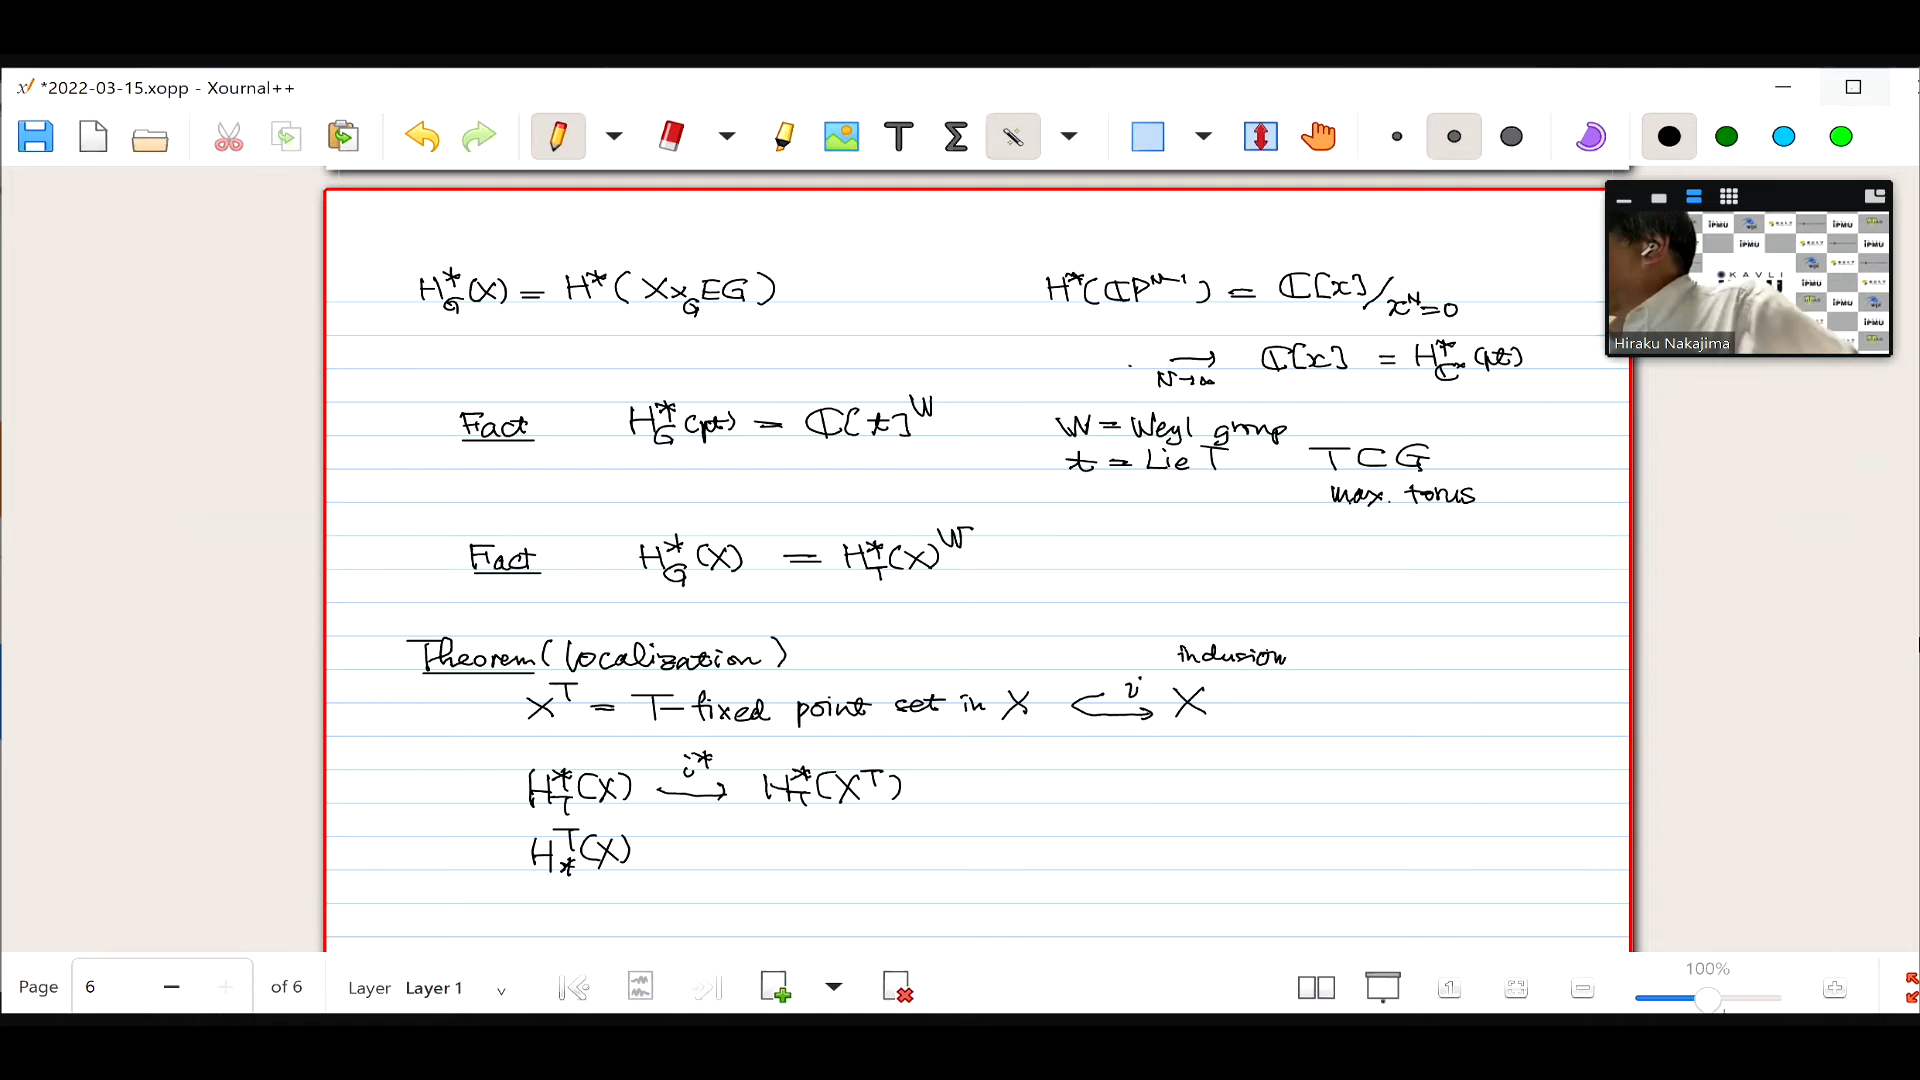 *2022-03-15.xopp - Xournal++
H*_G(X) = H*(X×_G EG)
H*(ℂP^{N-1}) = ℂ[x]/x^N=0
⟶ N→∞ ℂ[x] = H*_{ℂ^×}(pt)
Fact H*_G(pt) = ℂ[t]^W
W = Weyl group
t = Lie T T ⊂ G
max. torus
Fact H*_G(X) = H*_T(X)^W
Theorem (localization)
inclusion
X^T = T-fixed point set in X ↪^i X
H*_T(X) ⟶^{i*} H*_T(X^T)
H^T_*(X)
Hiraku Nakajima
KAVLI
IPMU
Page 6 of 6 Layer Layer 1 100%